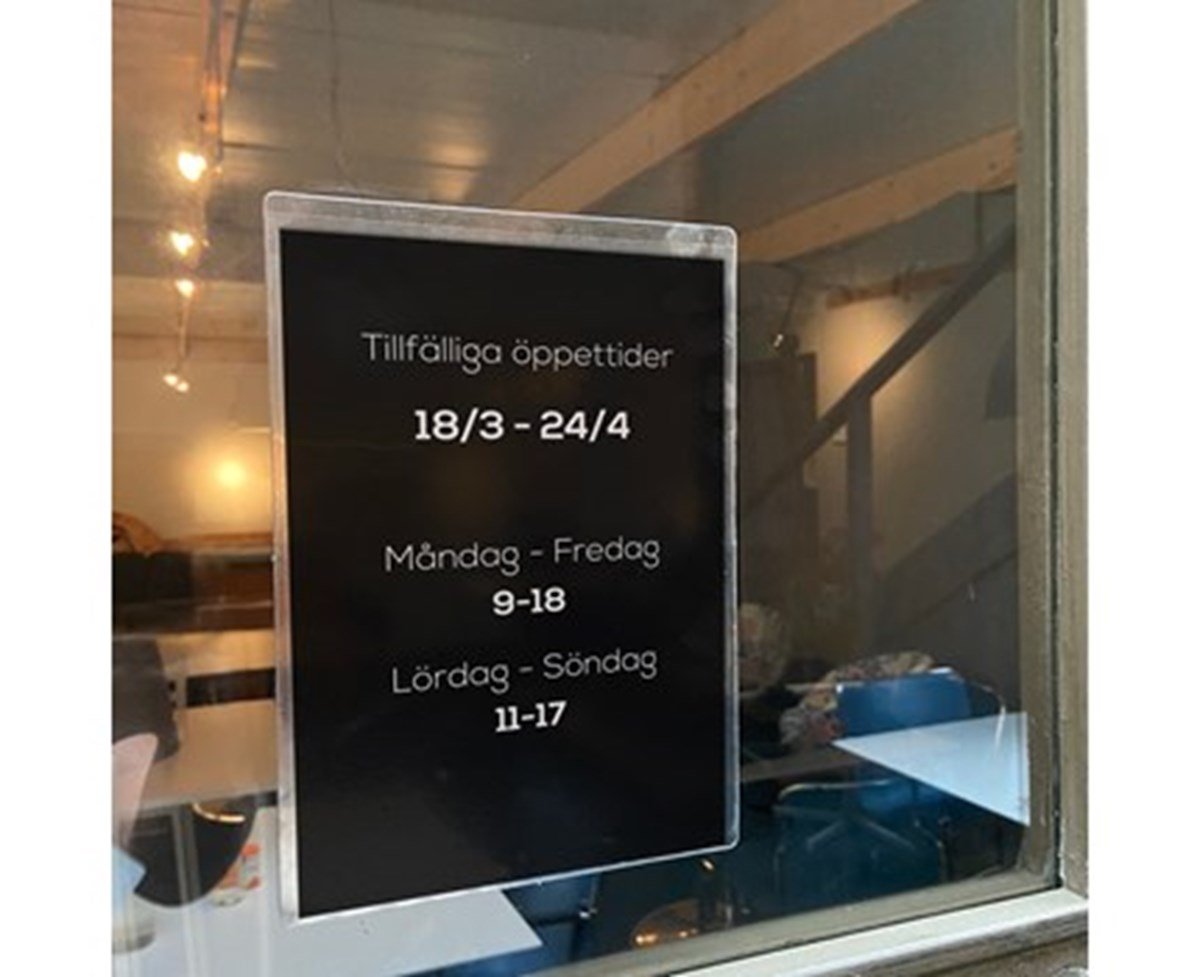 Tillfälliga öppettider
18/3 - 24/4
Måndag - Fredag
9-18
Lördag - Söndag
11-17